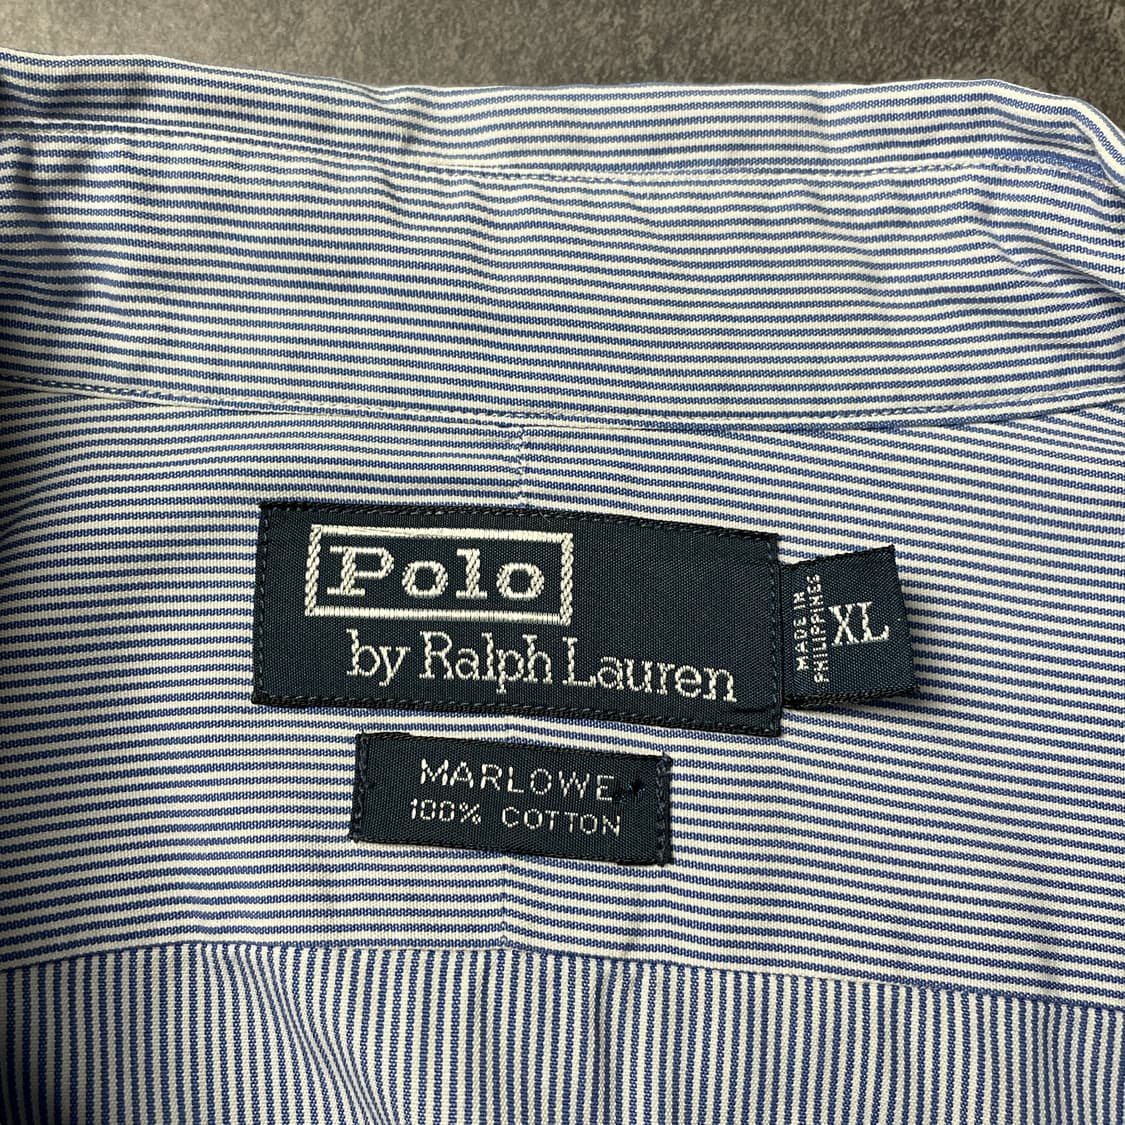 Polo
by Ralph Lauren
MADE IN
PHILIPPINES
XL
MARLOWE
100% COTTON